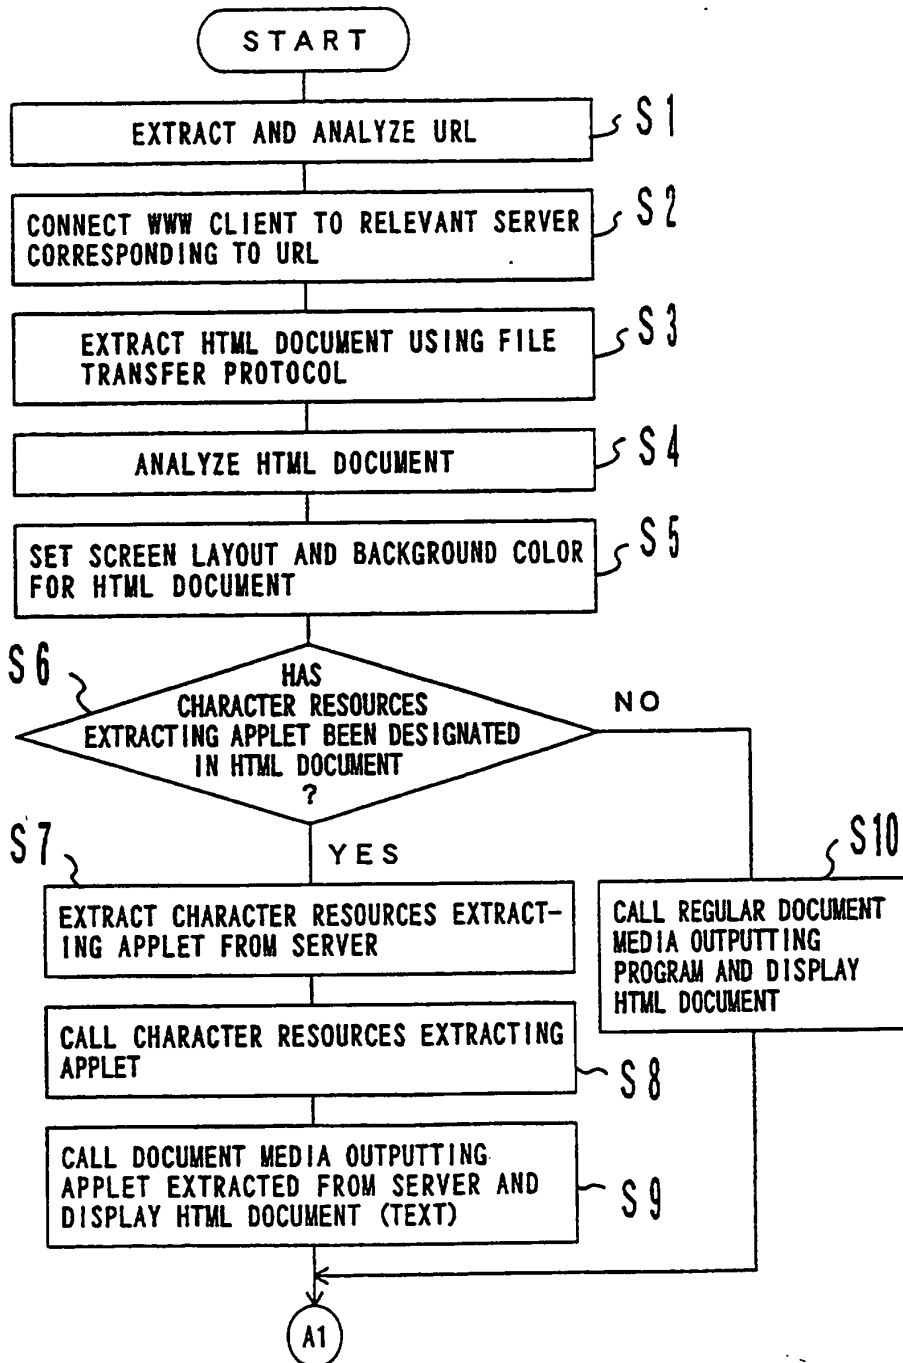 START
EXTRACT AND ANALYZE URL
S1
CONNECT WWW CLIENT TO RELEVANT SERVER
CORRESPONDING TO URL
S2
EXTRACT HTML DOCUMENT USING FILE
TRANSFER PROTOCOL
S3
ANALYZE HTML DOCUMENT
S4
SET SCREEN LAYOUT AND BACKGROUND COLOR
FOR HTML DOCUMENT
S5
S6
HAS
CHARACTER RESOURCES
EXTRACTING APPLET BEEN DESIGNATED
IN HTML DOCUMENT
?
NO
YES
S7
EXTRACT CHARACTER RESOURCES EXTRACT-
ING APPLET FROM SERVER
S10
CALL REGULAR DOCUMENT
MEDIA OUTPUTTING
PROGRAM AND DISPLAY
HTML DOCUMENT
CALL CHARACTER RESOURCES EXTRACTING
APPLET
S8
CALL DOCUMENT MEDIA OUTPUTTING
APPLET EXTRACTED FROM SERVER AND
DISPLAY HTML DOCUMENT (TEXT)
S9
A1